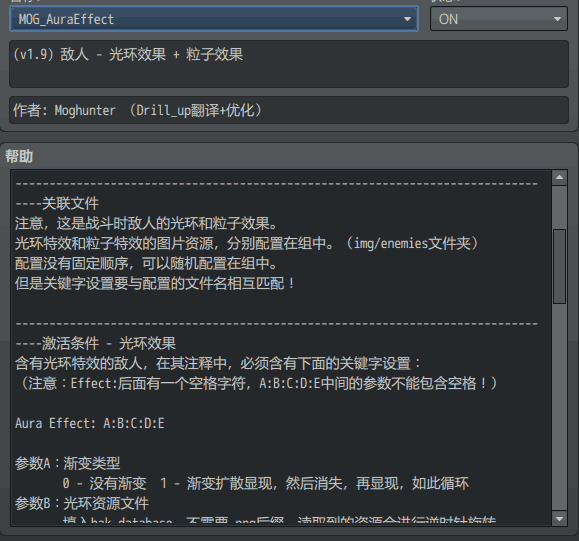 MOG_AuraEffect
ON
(v1.9) 敌人 - 光环效果 + 粒子效果
作者: Moghunter （Drill_up翻译+优化）
帮助
-----------------------------------------------------------------------------
----关联文件
注意，这是战斗时敌人的光环和粒子效果。
光环特效和粒子特效的图片资源，分别配置在组中。（img/enemies文件夹）
配置没有固定顺序，可以随机配置在组中。
但是关键字设置要与配置的文件名相互匹配！
-----------------------------------------------------------------------------
----激活条件 - 光环效果
含有光环特效的敌人，在其注释中，必须含有下面的关键字设置：
（注意：Effect:后面有一个空格字符，A:B:C:D:E中间的参数不能包含空格！）
Aura Effect: A:B:C:D:E
参数A：渐变类型
0 - 没有渐变 1 - 渐变扩散显现，然后消失，再显现，如此循环
参数B：光环资源文件